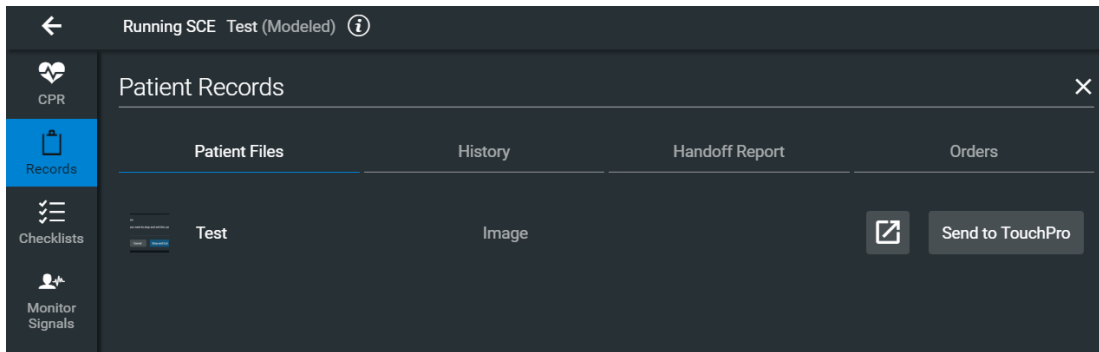 Running SCE Test (Modeled)
CPR
Patient Records
Records
Patient Files History Handoff Report Orders
Checklists
Test Image Send to TouchPro
Monitor
Signals